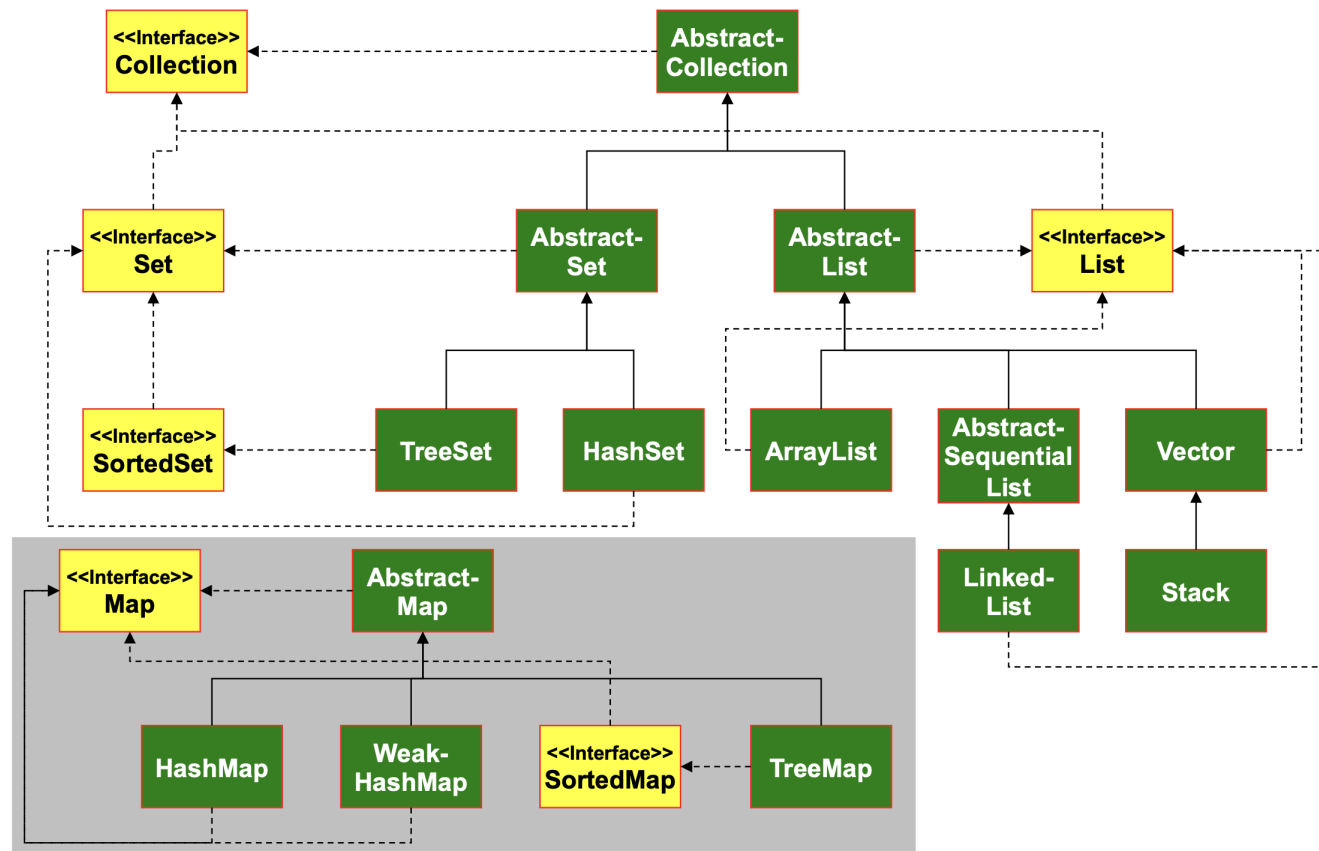 <<Interface>>
Collection
Abstract-
Collection
<<Interface>>
Set
Abstract-
Set
Abstract-
List
<<Interface>>
List
<<Interface>>
SortedSet
TreeSet
HashSet
ArrayList
Abstract-
Sequential
List
Vector
<<Interface>>
Map
Abstract-
Map
Linked-
List
Stack
HashMap
Weak-
HashMap
<<Interface>>
SortedMap
TreeMap